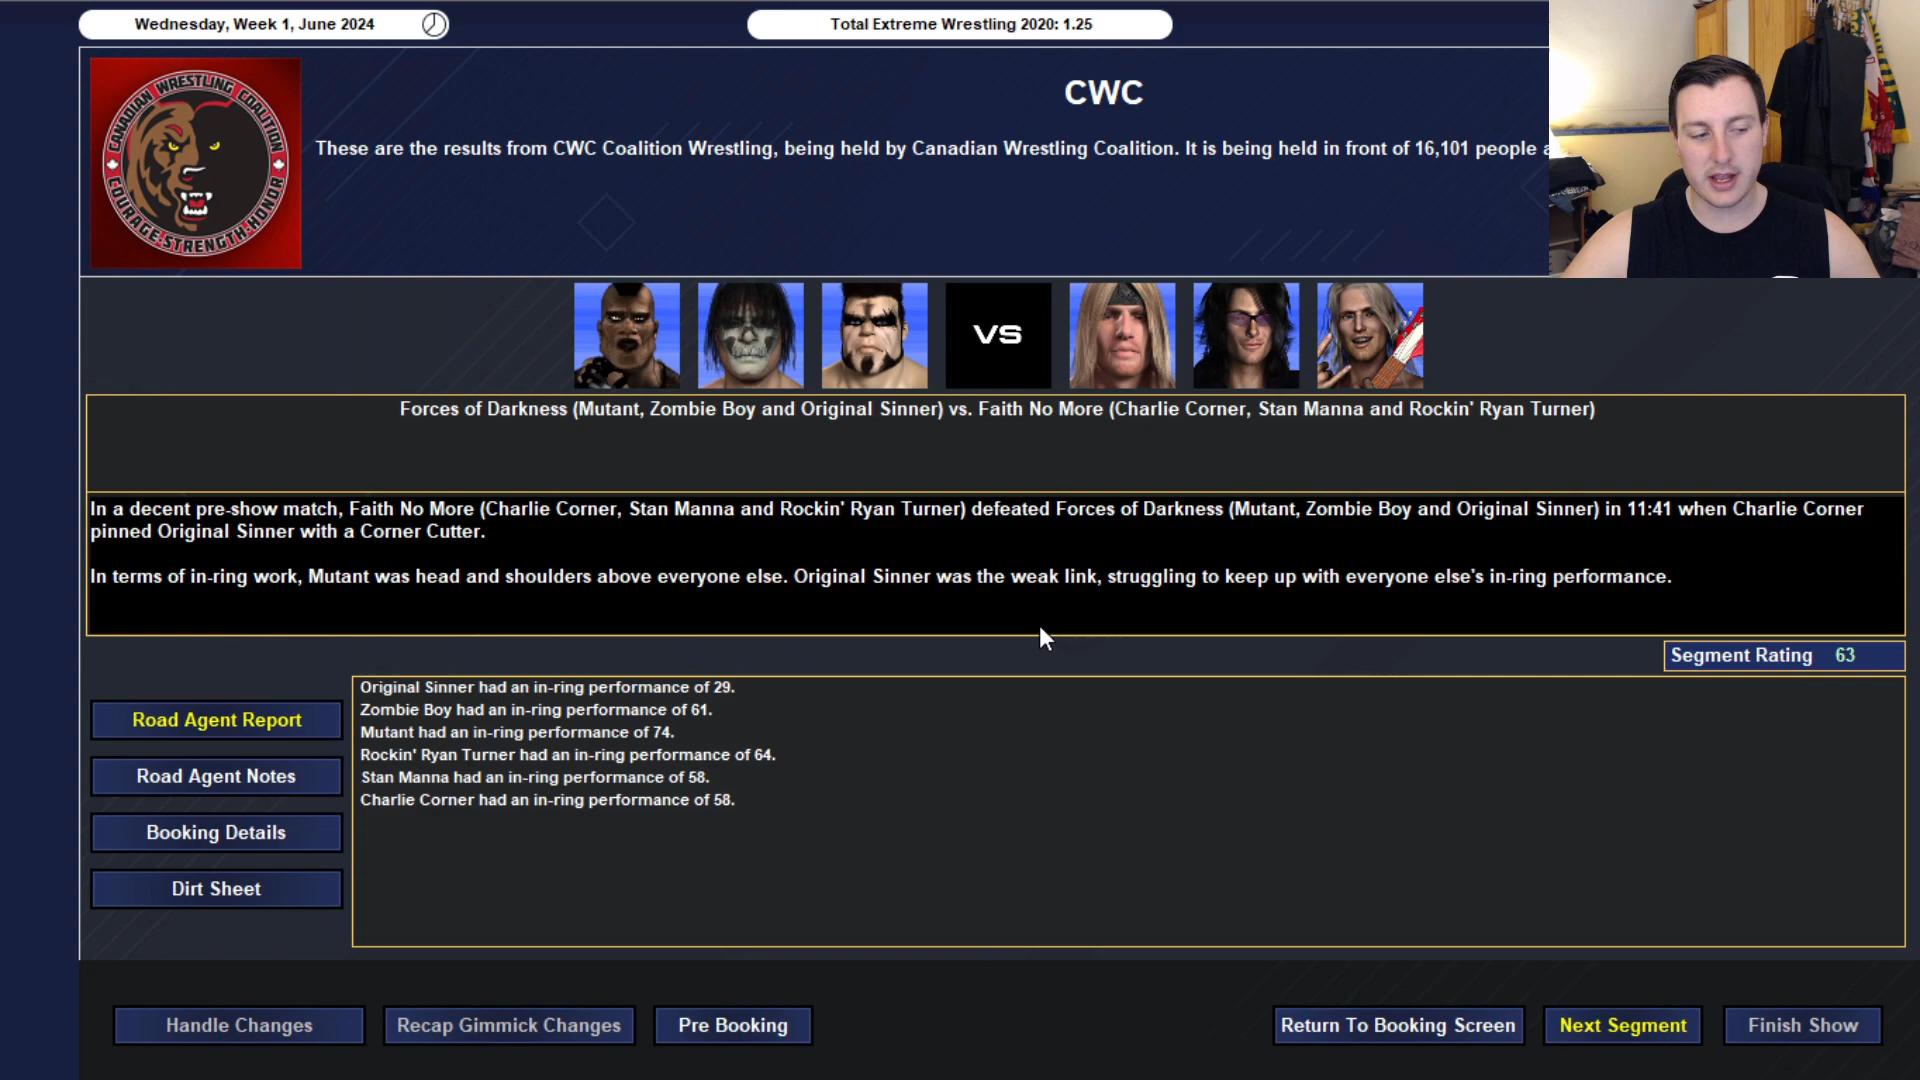 Wednesday, Week 1, June 2024
Total Extreme Wrestling 2020: 1.25
CANADIAN WRESTLING COALITION
COURAGE-STRENGTH-HONOR
CWC
These are the results from CWC Coalition Wrestling, being held by Canadian Wrestling Coalition. It is being held in front of 16,101 people
VS
Forces of Darkness (Mutant, Zombie Boy and Original Sinner) vs. Faith No More (Charlie Corner, Stan Manna and Rockin' Ryan Turner)
In a decent pre-show match, Faith No More (Charlie Corner, Stan Manna and Rockin' Ryan Turner) defeated Forces of Darkness (Mutant, Zombie Boy and Original Sinner) in 11:41 when Charlie Corner
pinned Original Sinner with a Corner Cutter.
In terms of in-ring work, Mutant was head and shoulders above everyone else. Original Sinner was the weak link, struggling to keep up with everyone else's in-ring performance.
Segment Rating 63
Original Sinner had an in-ring performance of 29.
Zombie Boy had an in-ring performance of 61.
Mutant had an in-ring performance of 74.
Rockin' Ryan Turner had an in-ring performance of 64.
Stan Manna had an in-ring performance of 58.
Charlie Corner had an in-ring performance of 58.
Road Agent Report
Road Agent Notes
Booking Details
Dirt Sheet
Handle Changes
Recap Gimmick Changes
Pre Booking
Return To Booking Screen
Next Segment
Finish Show